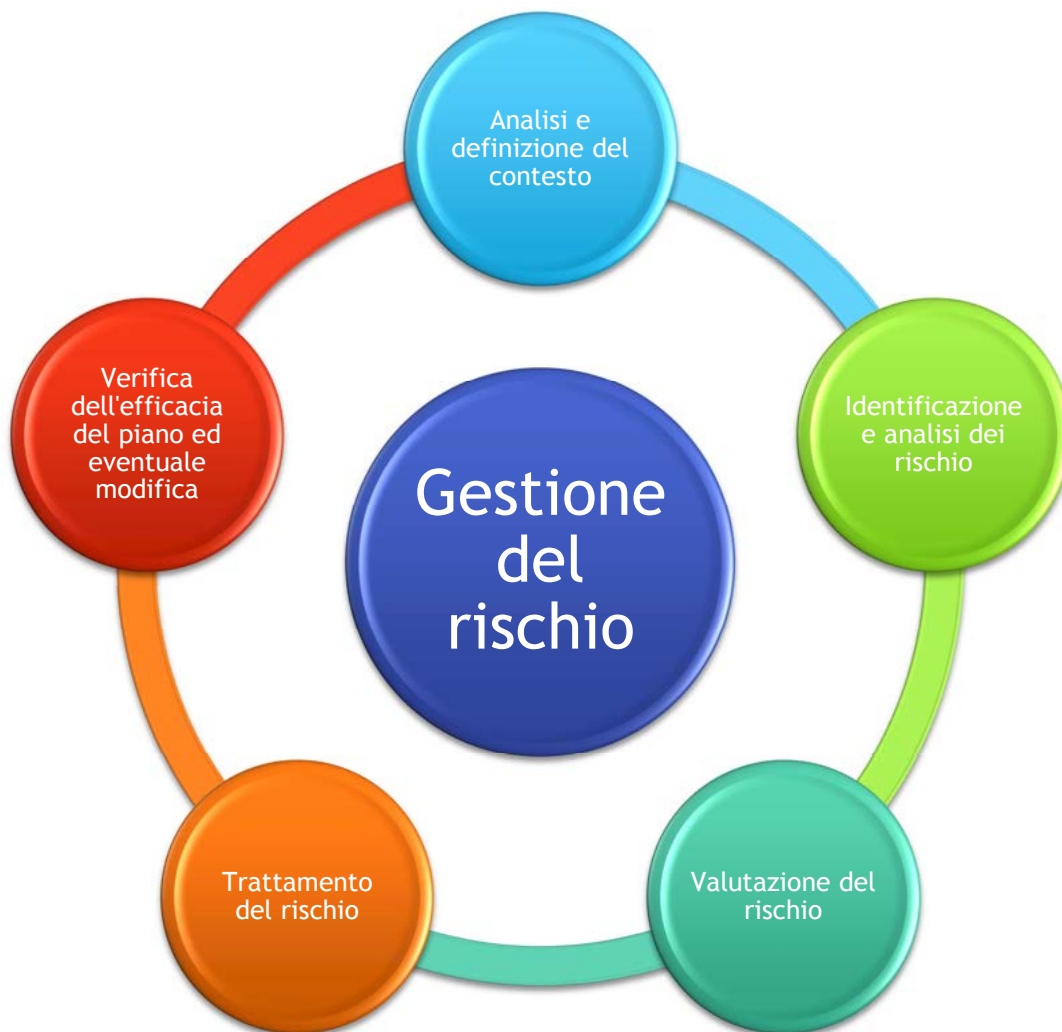 Analisi e
definizione del
contesto
Identificazione
e analisi dei
rischio
Valutazione del
rischio
Trattamento
del rischio
Verifica
dell'efficacia
del piano ed
eventuale
modifica
Gestione
del
rischio